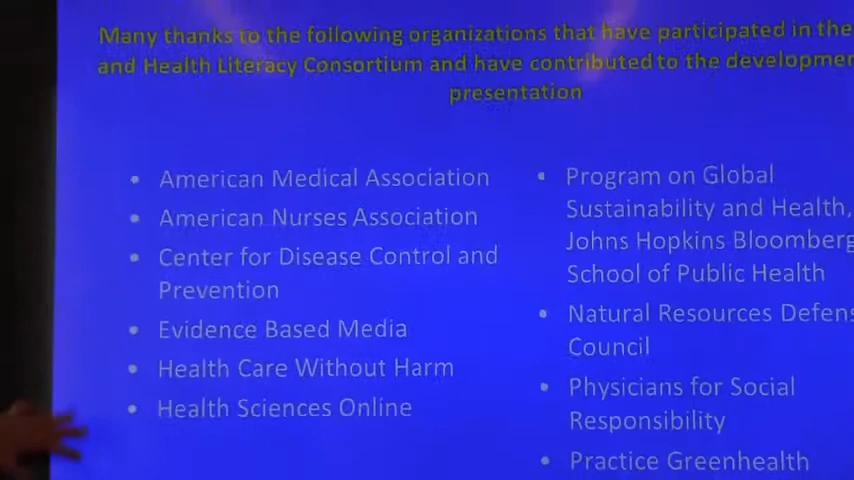 Many thanks to the following organizations that have participated in the
and Health Literacy Consortium and have contributed to the developmen
presentation
• American Medical Association
• American Nurses Association
• Center for Disease Control and
Prevention
• Evidence Based Media
• Health Care Without Harm
• Health Sciences Online
• Program on Global
Sustainability and Health,
Johns Hopkins Bloomberg
School of Public Health
• Natural Resources Defens
Council
• Physicians for Social
Responsibility
• Practice Greenhealth